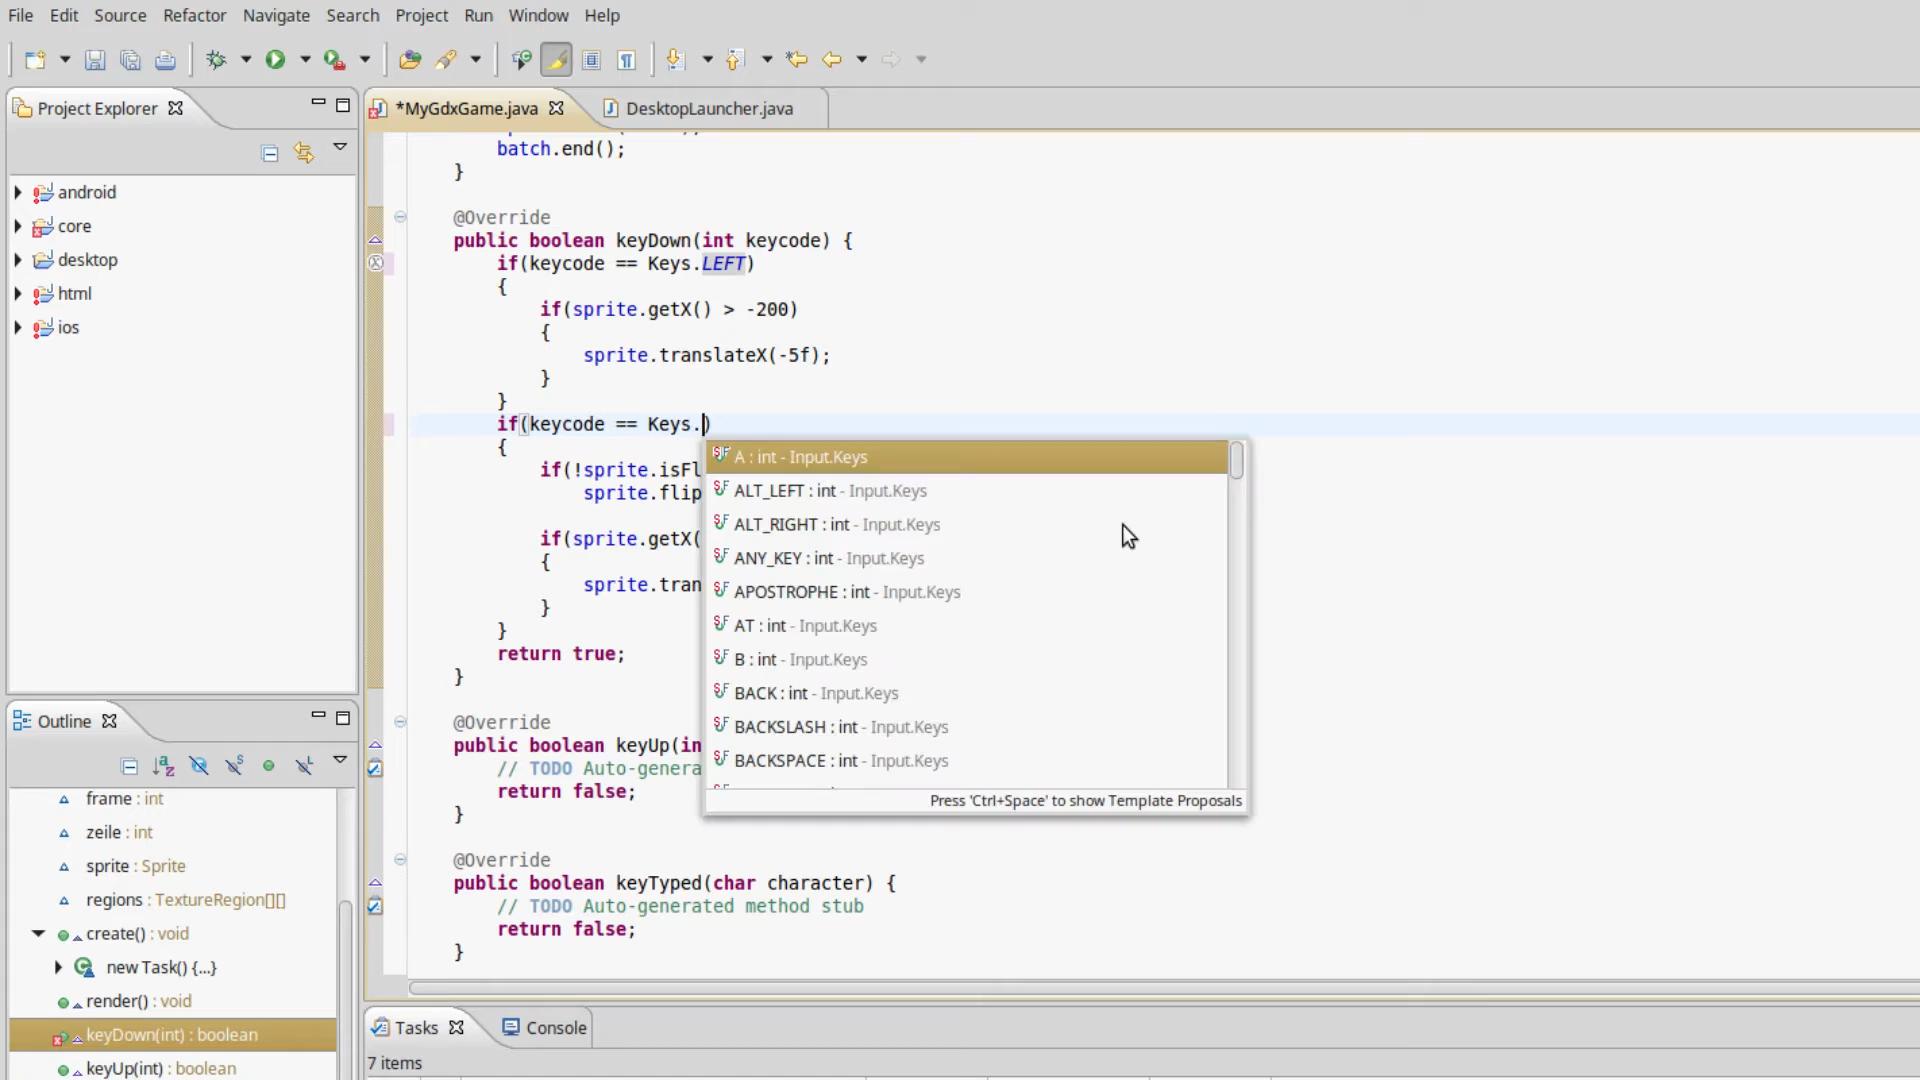 File Edit Source Refactor Navigate Search Project Run Window Help
Project Explorer
*MyGdxGame.java
DesktopLauncher.java
android
core
desktop
html
ios
batch.end();
}
@Override
public boolean keyDown(int keycode) {
if(keycode == Keys.LEFT)
{
if(sprite.getX() > -200)
{
sprite.translateX(-5f);
}
}
if(keycode == Keys.)
{
if(!sprite.isFl
sprite.flip
if(sprite.getX(
{
sprite.tran
}
}
return true;
}
@Override
public boolean keyUp(in
// TODO Auto-genera
return false;
}
@Override
public boolean keyTyped(char character) {
// TODO Auto-generated method stub
return false;
}
A : int - Input.Keys
ALT_LEFT : int - Input.Keys
ALT_RIGHT : int - Input.Keys
ANY_KEY : int - Input.Keys
APOSTROPHE : int - Input.Keys
AT : int - Input.Keys
B : int - Input.Keys
BACK : int - Input.Keys
BACKSLASH : int - Input.Keys
BACKSPACE : int - Input.Keys
Press 'Ctrl+Space' to show Template Proposals
Outline
frame : int
zeile : int
sprite : Sprite
regions : TextureRegion[][]
create() : void
new Task() {...}
render() : void
keyDown(int) : boolean
keyUp(int) : boolean
Tasks
Console
7 items